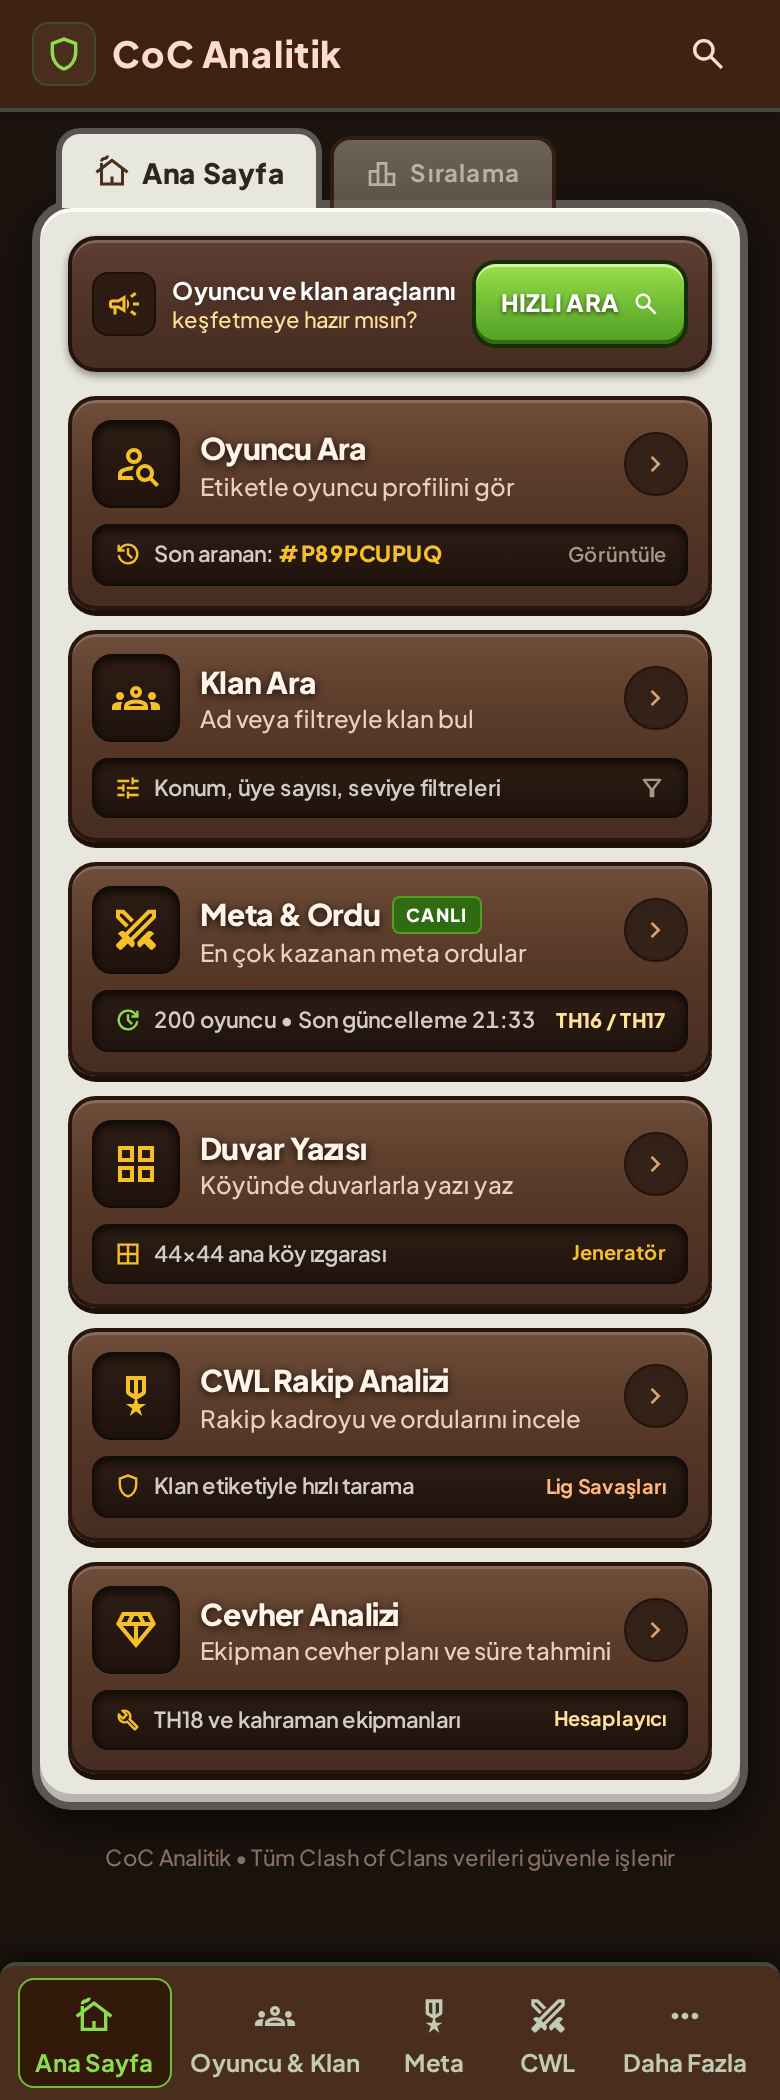 CoC Analitik
Ana Sayfa
Sıralama
Oyuncu ve klan araçlarını
keşfetmeye hazır mısın?
HIZLI ARA
Oyuncu Ara
Etiketle oyuncu profilini gör
Son aranan: #P89PCUPUQ
Görüntüle
Klan Ara
Ad veya filtreyle klan bul
Konum, üye sayısı, seviye filtreleri
Meta & Ordu
CANLI
En çok kazanan meta ordular
200 oyuncu • Son güncelleme 21:33
TH16 / TH17
Duvar Yazısı
Köyünde duvarlarla yazı yaz
44×44 ana köy ızgarası
Jeneratör
CWL Rakip Analizi
Rakip kadroyu ve ordularını incele
Klan etiketiyle hızlı tarama
Lig Savaşları
Cevher Analizi
Ekipman cevher planı ve süre tahmini
TH18 ve kahraman ekipmanları
Hesaplayıcı
CoC Analitik • Tüm Clash of Clans verileri güvenle işlenir
Ana Sayfa
Oyuncu & Klan
Meta
CWL
Daha Fazla